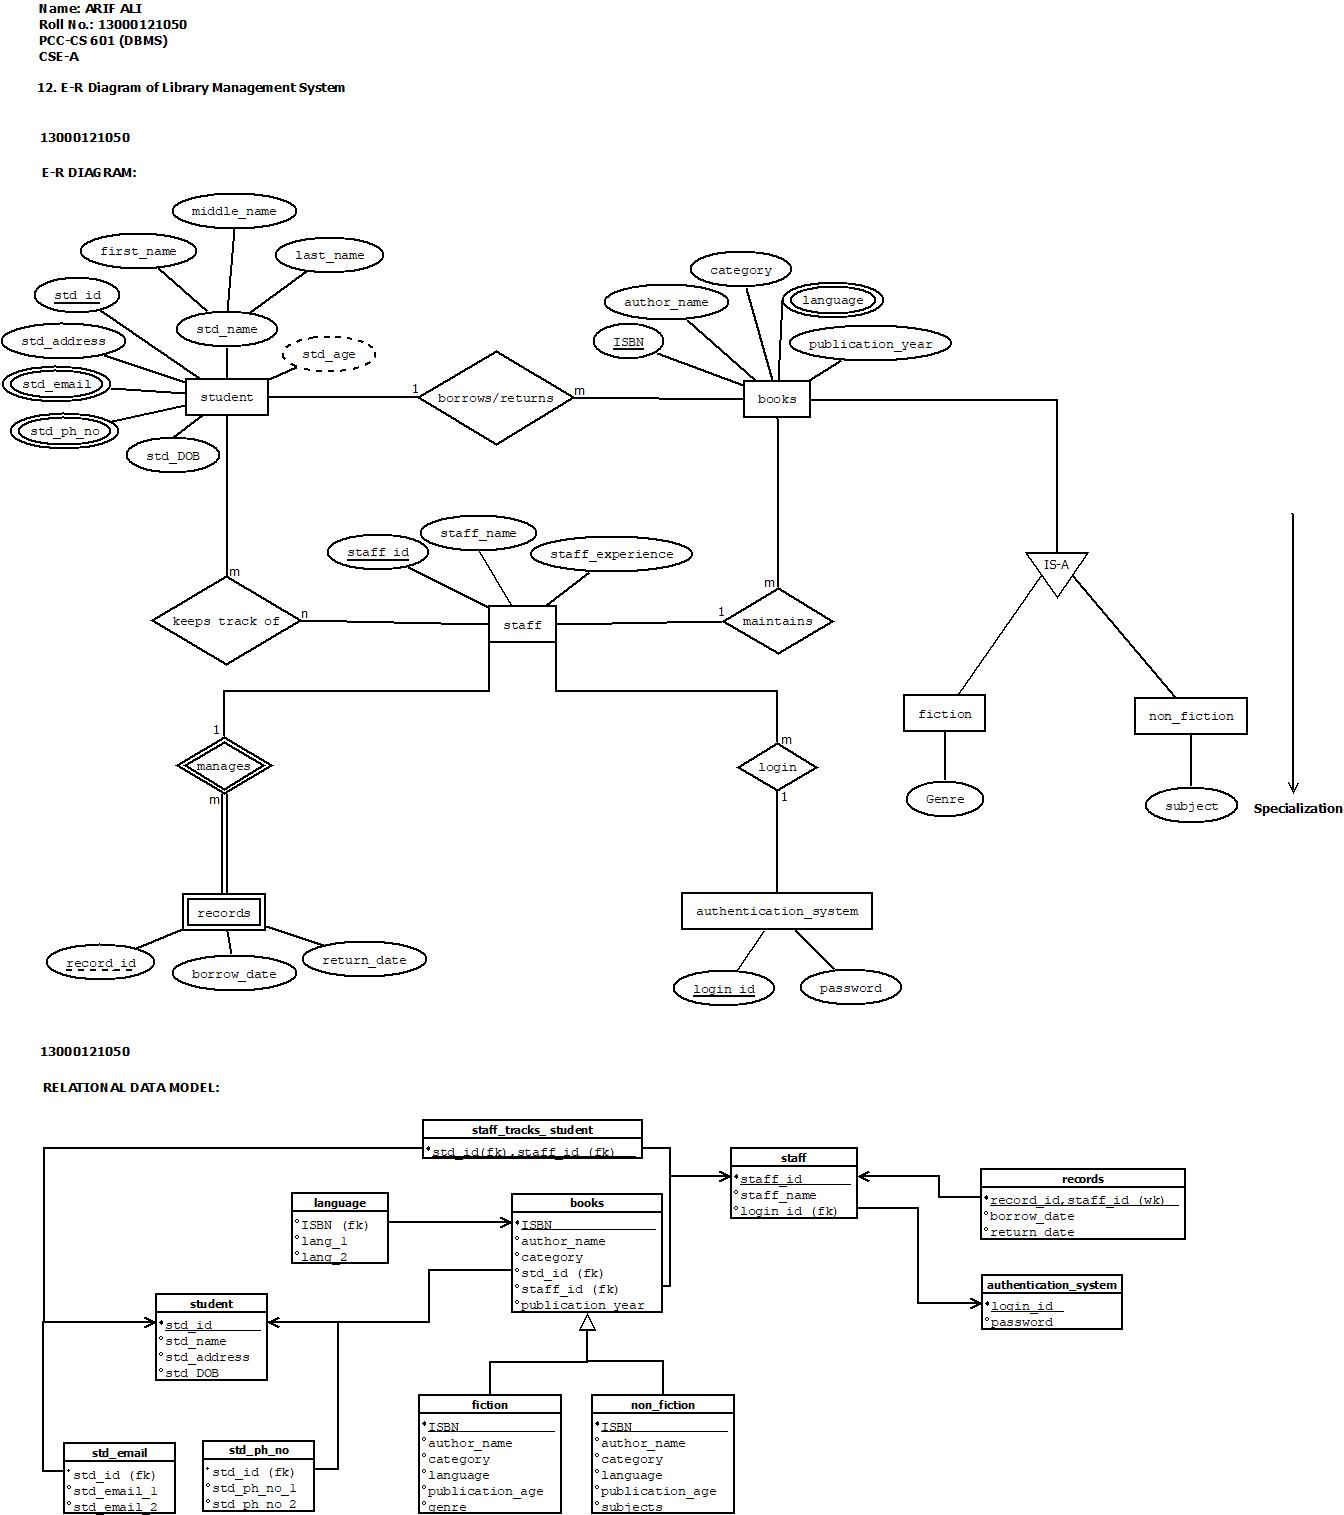 Name: ARIF ALI
Roll No.: 13000121050
PCC-CS 601 (DBMS)
CSE-A
12. E-R Diagram of Library Management System
13000121050
E-R DIAGRAM:
middle_name
first_name
last_name
std_id
std_name
std_address
std_age
std_email
std_ph_no
std_DOB
student
1
borrows/returns
m
category
author_name
language
ISBN
publication_year
books
staff_id
staff_name
staff_experience
m
keeps track of
n
staff
1
m
maintains
IS-A
fiction
non_fiction
Genre
subject
Specialization
1
manages
m
m
login
1
records
record_id
borrow_date
return_date
authentication_system
login_id
password
13000121050
RELATIONAL DATA MODEL:
staff_tracks_ student
std_id(fk),staff_id (fk)
staff
staff_id
staff_name
login_id (fk)
records
record_id,staff_id (wk)
borrow_date
return_date
language
ISBN (fk)
lang_1
lang_2
books
ISBN
author_name
category
std_id (fk)
staff_id (fk)
publication_year
authentication_system
login_id
password
student
std_id
std_name
std_address
std_DOB
fiction
ISBN
author_name
category
language
publication_age
genre
non_fiction
ISBN
author_name
category
language
publication_age
subjects
std_email
std_id (fk)
std_email_1
std_email_2
std_ph_no
std_id (fk)
std_ph_no_1
std_ph_no_2